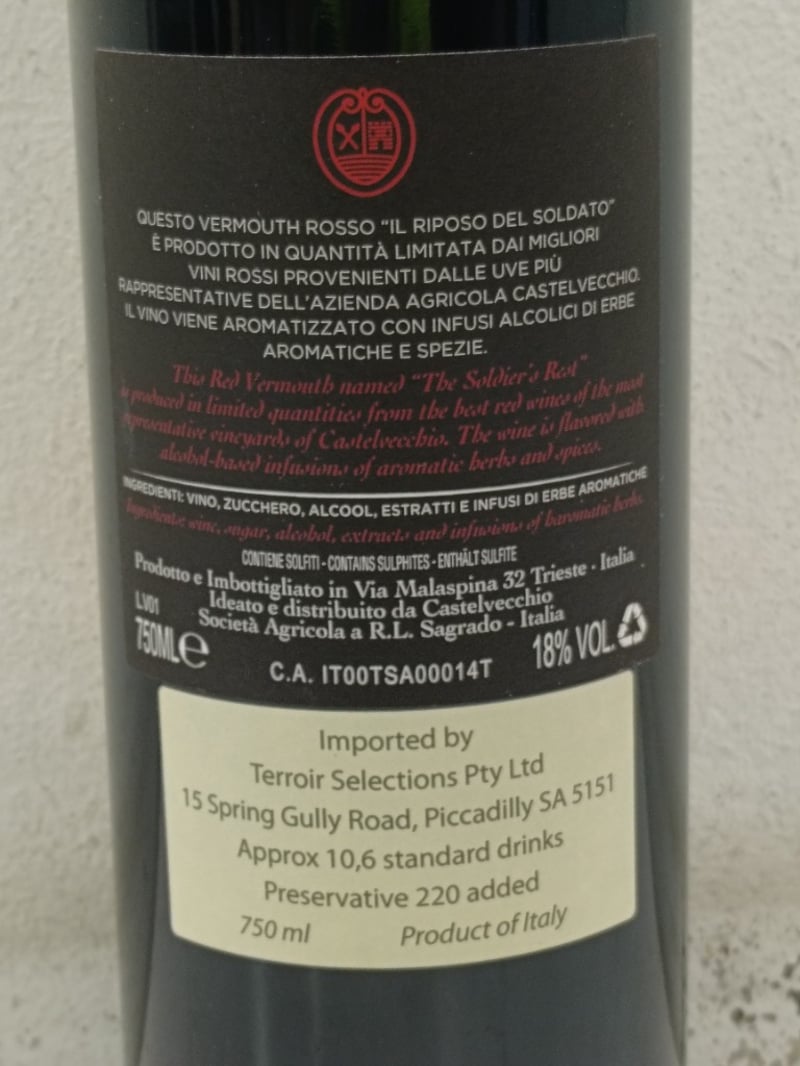 QUESTO VERMOUTH ROSSO "IL RIPOSO DEL SOLDATO"
È PRODOTTO IN QUANTITÀ LIMITATA DAI MIGLIORI
VINI ROSSI PROVENIENTI DALLE UVE PIÙ
RAPPRESENTATIVE DELL'AZIENDA AGRICOLA CASTELVECCHIO.
IL VINO VIENE AROMATIZZATO CON INFUSI ALCOLICI DI ERBE
AROMATICHE E SPEZIE.
This Red Vermouth named "The Soldier's Rest"
is produced in limited quantities from the best red wines of the most
representative vineyards of Castelvecchio. The wine is flavored with
alcohol-based infusions of aromatic herbs and spices.
INGREDIENTI: VINO, ZUCCHERO, ALCOOL, ESTRATTI E INFUSI DI ERBE AROMATICHE
Ingredients: wine, sugar, alcohol, extracts and infusions of baromatic herbs.
CONTIENE SOLFITI - CONTAINS SULPHITES - ENTHÄLT SULFITE
Prodotto e Imbottigliato in Via Malaspina 32 Trieste - Italia
Ideato e distribuito da Castelvecchio
Società Agricola a R.L. Sagrado - Italia
LV01
750ML e
18% VOL.
C.A. IT00TSA00014T
Imported by
Terroir Selections Pty Ltd
15 Spring Gully Road, Piccadilly SA 5151
Approx 10,6 standard drinks
Preservative 220 added
750 ml
Product of Italy